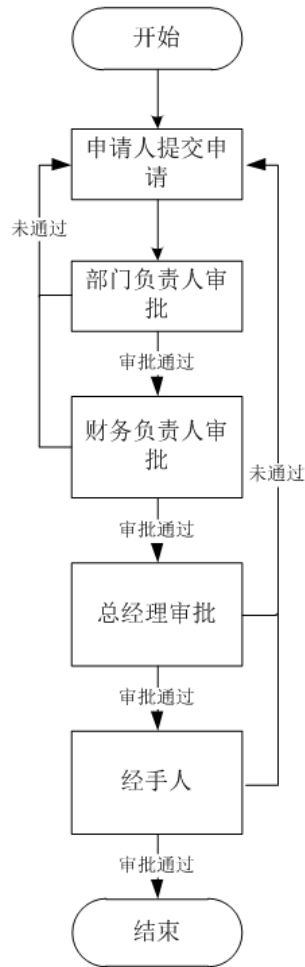 开始
申请人提交申
请
未通过
部门负责人审
批
审批通过
财务负责人审
批
未通过
审批通过
总经理审批
审批通过
经手人
审批通过
结束